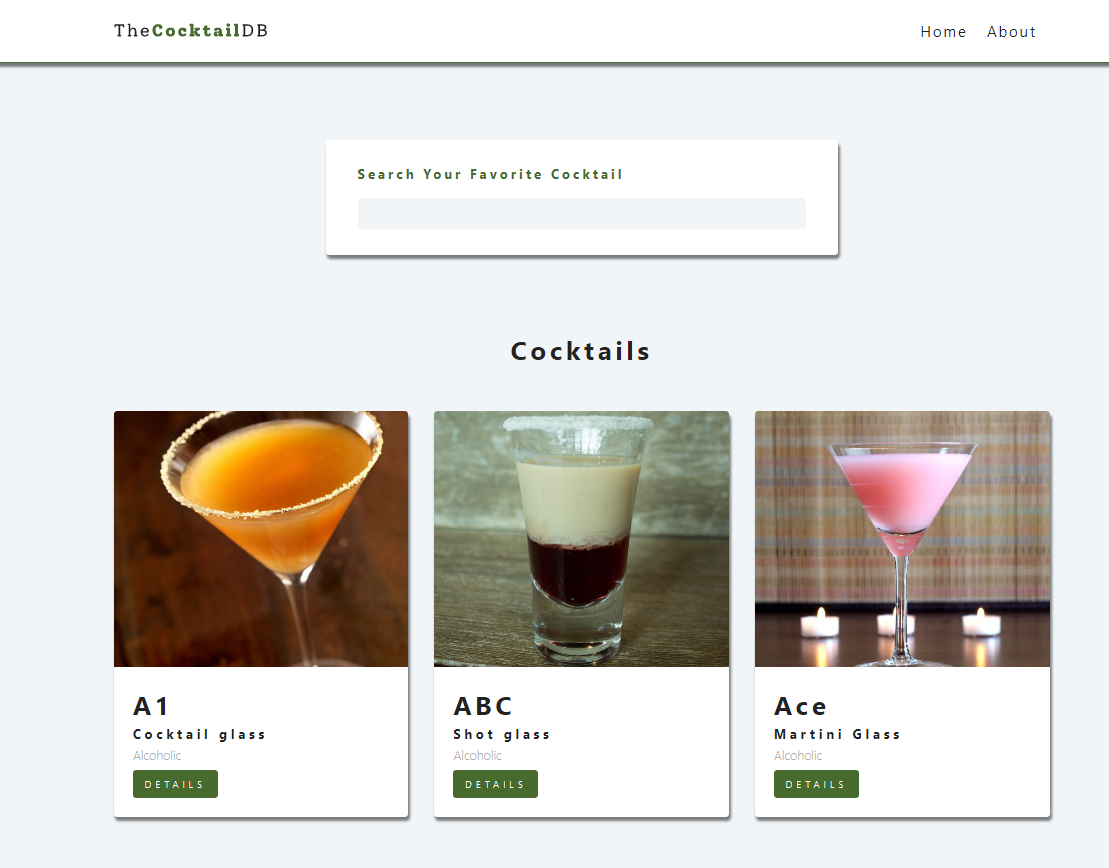 TheCocktailDB
Home About
Search Your Favorite Cocktail
Cocktails
A1
Cocktail glass
Alcoholic
DETAILS
ABC
Shot glass
Alcoholic
DETAILS
Ace
Martini Glass
Alcoholic
DETAILS